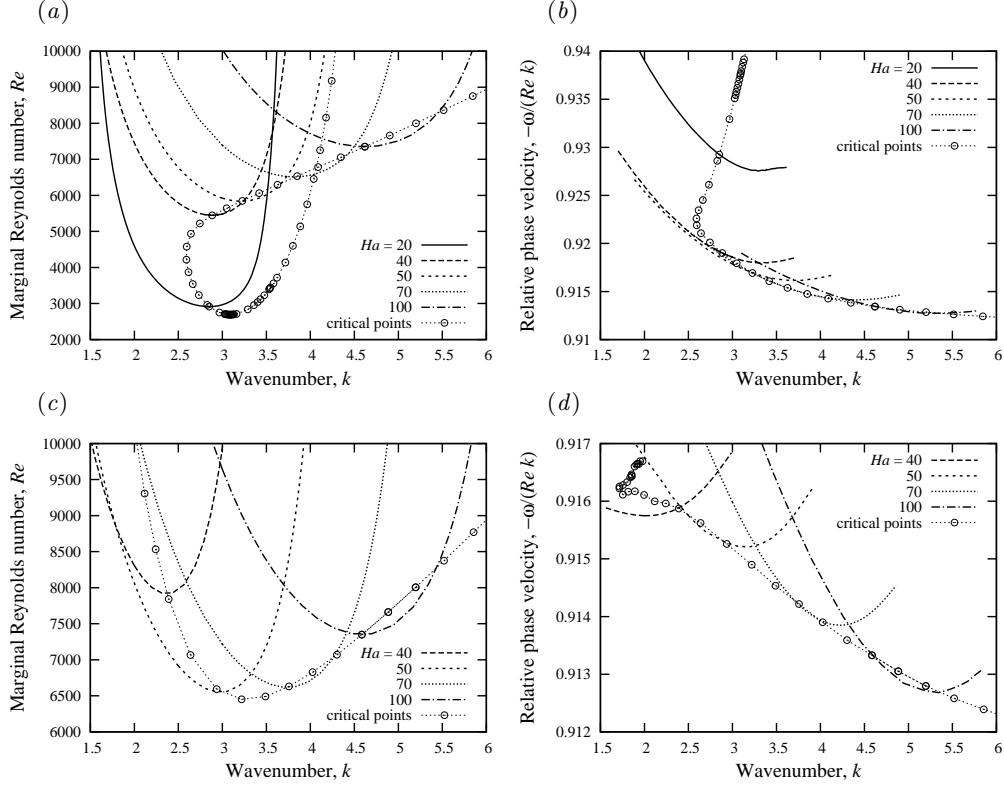 (a)
Marginal Reynolds number, Re
10000
9000
8000
7000
6000
5000
4000
3000
2000
1.5 2 2.5 3 3.5 4 4.5 5 5.5 6
Wavenumber, k
Ha = 20
40
50
70
100
critical points
(b)
Relative phase velocity, -ω/(Re k)
0.94
0.935
0.93
0.925
0.92
0.915
0.91
1.5 2 2.5 3 3.5 4 4.5 5 5.5 6
Wavenumber, k
Ha = 20
40
50
70
100
critical points
(c)
Marginal Reynolds number, Re
10000
9500
9000
8500
8000
7500
7000
6500
6000
1.5 2 2.5 3 3.5 4 4.5 5 5.5 6
Wavenumber, k
Ha = 40
50
70
100
critical points
(d)
Relative phase velocity, -ω/(Re k)
0.917
0.916
0.915
0.914
0.913
0.912
1.5 2 2.5 3 3.5 4 4.5 5 5.5 6
Wavenumber, k
Ha = 40
50
70
100
critical points